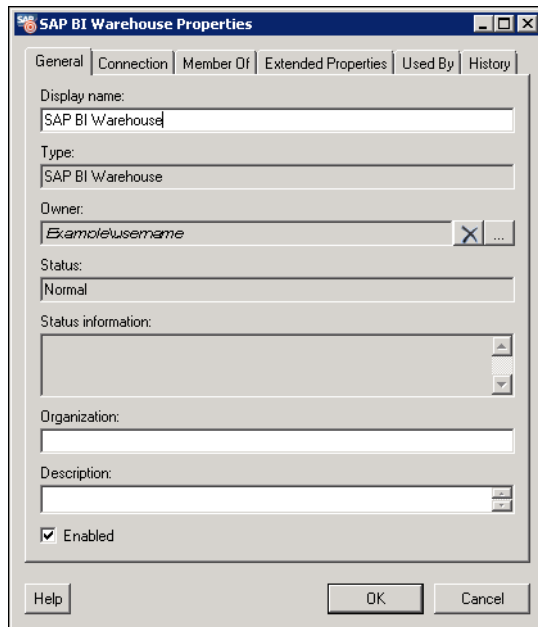 SAP BI Warehouse Properties
General Connection Member Of Extended Properties Used By History
Display name:
SAP BI Warehouse
Type:
SAP BI Warehouse
Owner:
Example\username
...
Status:
Normal
Status information:
Organization:
Description:
Enabled
Help OK Cancel